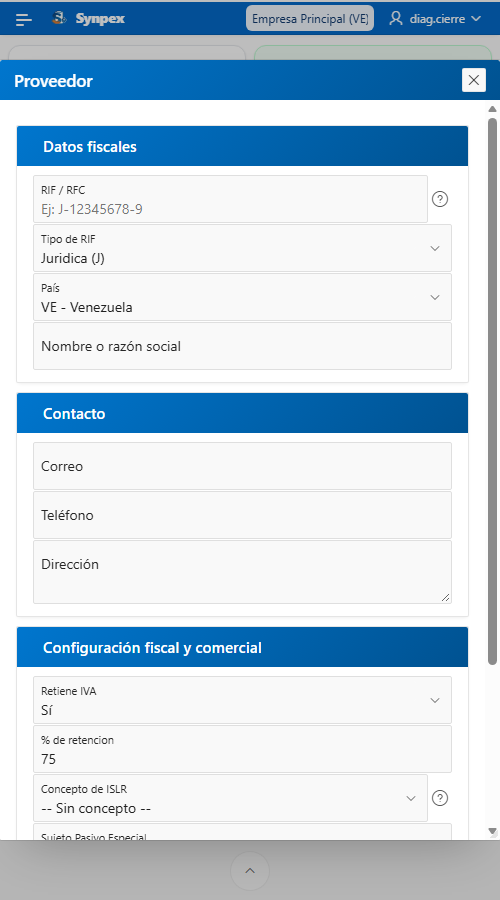 Synpex
Empresa Principal (VE)
diag.cierre
Proveedor
Datos fiscales
RIF / RFC
Ej: J-12345678-9
Tipo de RIF
Juridica (J)
País
VE - Venezuela
Nombre o razón social
Contacto
Correo
Teléfono
Dirección
Configuración fiscal y comercial
Retiene IVA
Sí
% de retencion
75
Concepto de ISLR
-- Sin concepto --
Sujeto Pasivo Especial